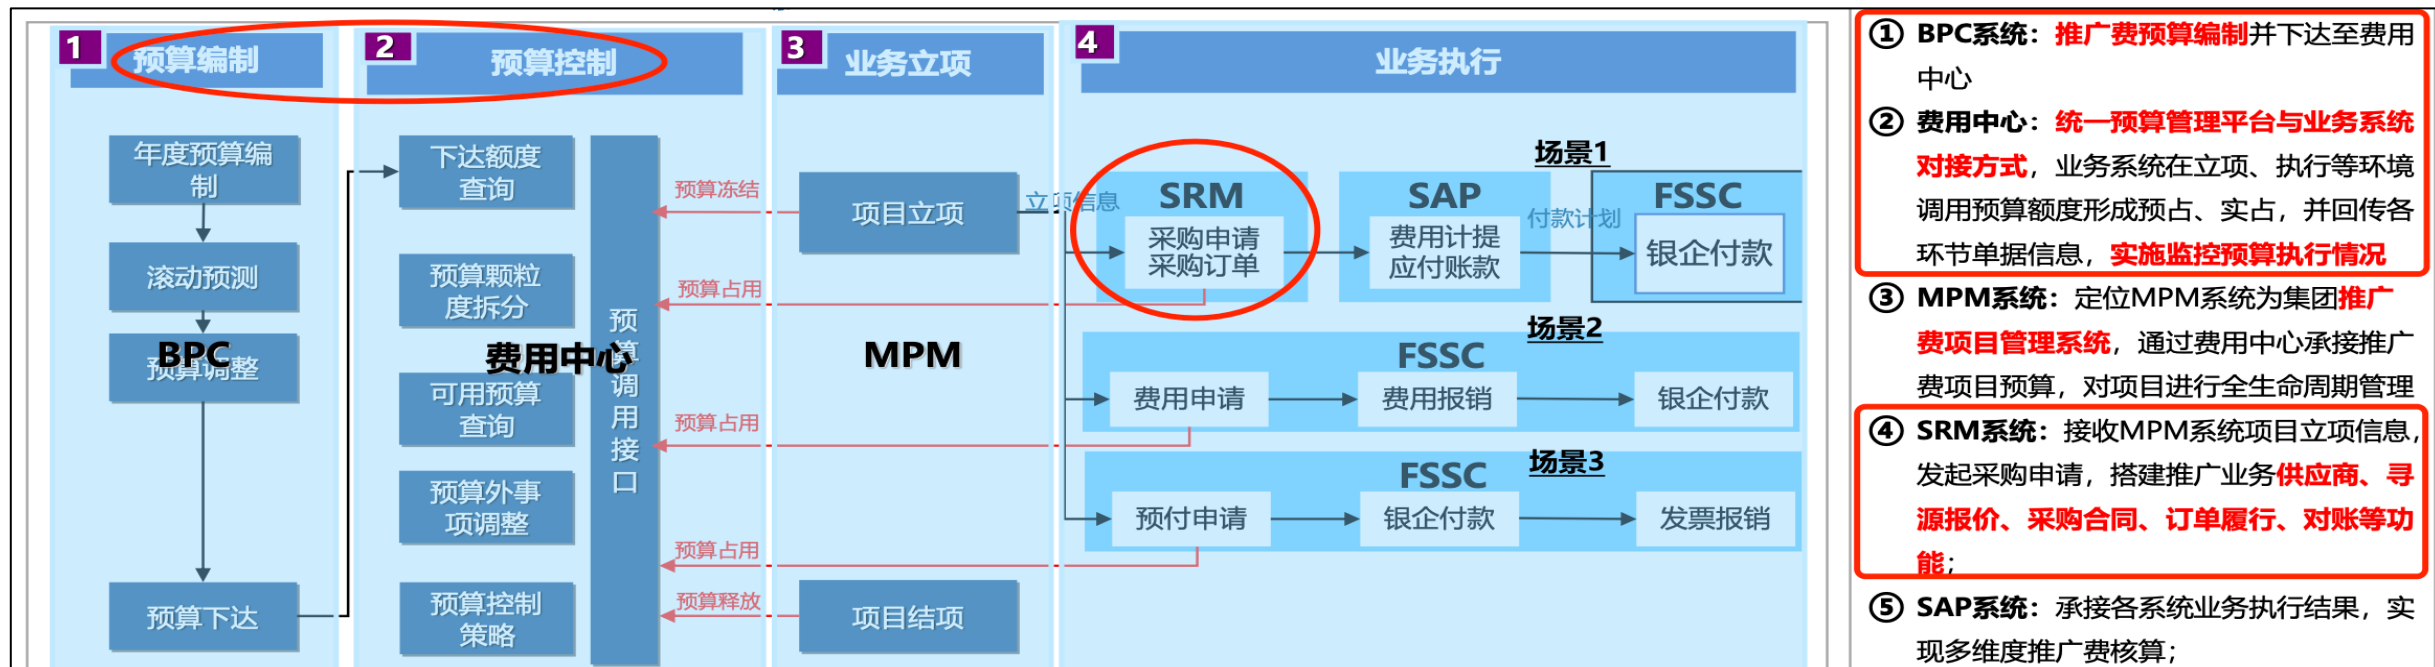 1
预算编制
2
预算控制
3
业务立项
4
业务执行
年度预算编
制
滚动预测
BPC
预算调整
预算下达
下达额度
查询
预算颗粒
度拆分
费用中心
可用预算
查询
预算外事
项调整
预算控制
策略
预
算
调
用
接
口
预算冻结
预算占用
预算占用
预算占用
预算释放
项目立项
MPM
项目结项
立项信息
场景1
SRM
采购申请
采购订单
SAP
费用计提
应付账款
付款计划
FSSC
银企付款
场景2
FSSC
费用申请
费用报销
银企付款
场景3
FSSC
预付申请
银企付款
发票报销
① BPC系统：推广费预算编制并下达至费用
中心
② 费用中心：统一预算管理平台与业务系统
对接方式，业务系统在立项、执行等环境
调用预算额度形成预占、实占，并回传各
环节单据信息，实施监控预算执行情况
③ MPM系统：定位MPM系统为集团推广
费项目管理系统，通过费用中心承接推广
费项目预算，对项目进行全生命周期管理
④ SRM系统：接收MPM系统项目立项信息，
发起采购申请，搭建推广业务供应商、寻
源报价、采购合同、订单履行、对账等功
能；
⑤ SAP系统：承接各系统业务执行结果，实
现多维度推广费核算；